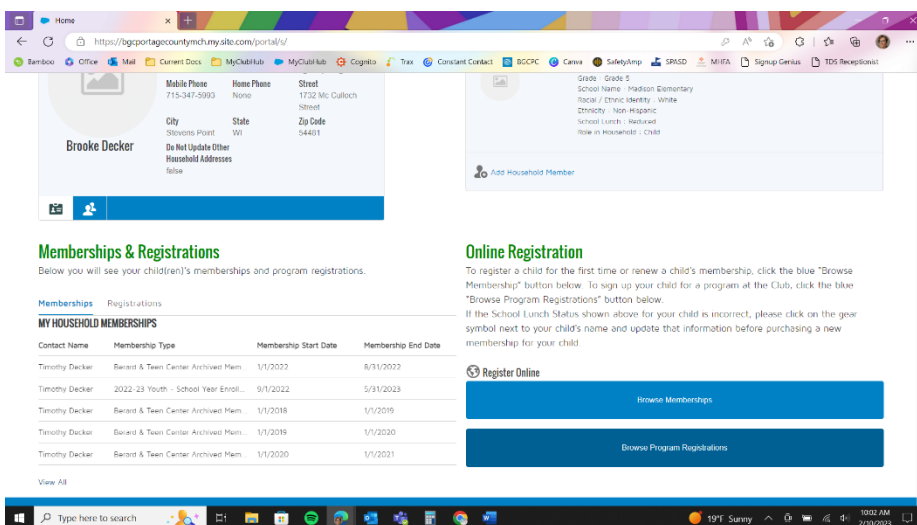 Home
https://bgcportagecountymch.my.site.com/portal/s/
Bamboo Office Mail Current Docs MyClubHub MyClubHub Cognito Trax Constant Contact BGCPC Canva SafetyAmp SPASD MHFA Signup Genius TDS Receptionist
Mobile Phone Home Phone Street
715-347-5993 None 1732 Mc Culloch
Street
City State Zip Code
Stevens Point WI 54481
Brooke Decker
Do Not Update Other
Household Addresses
false
Grade : Grade 5
School Name : Madison Elementary
Racial / Ethnic Identity : White
Ethnicity : Non-Hispanic
School Lunch : Reduced
Role in Household : Child
Add Household Member
Memberships & Registrations
Below you will see your child(ren)'s memberships and program registrations.
Memberships Registrations
MY HOUSEHOLD MEMBERSHIPS
Contact Name Membership Type Membership Start Date Membership End Date
Timothy Decker Berard & Teen Center Archived Mem... 1/1/2022 8/31/2022
Timothy Decker 2022-23 Youth - School Year Enroll... 9/1/2022 5/31/2023
Timothy Decker Berard & Teen Center Archived Mem... 1/1/2018 1/1/2019
Timothy Decker Berard & Teen Center Archived Mem... 1/1/2019 1/1/2020
Timothy Decker Berard & Teen Center Archived Mem... 1/1/2020 1/1/2021
View All
Online Registration
To register a child for the first time or renew a child's membership, click the blue "Browse
Membership" button below. To sign up your child for a program at the Club, click the blue
"Browse Program Registrations" button below.
If the School Lunch Status shown above for your child is incorrect, please click on the gear
symbol next to your child's name and update that information before purchasing a new
membership for your child.
Register Online
Browse Memberships
Browse Program Registrations
Type here to search
19°F Sunny
10:02 AM
2/10/2023